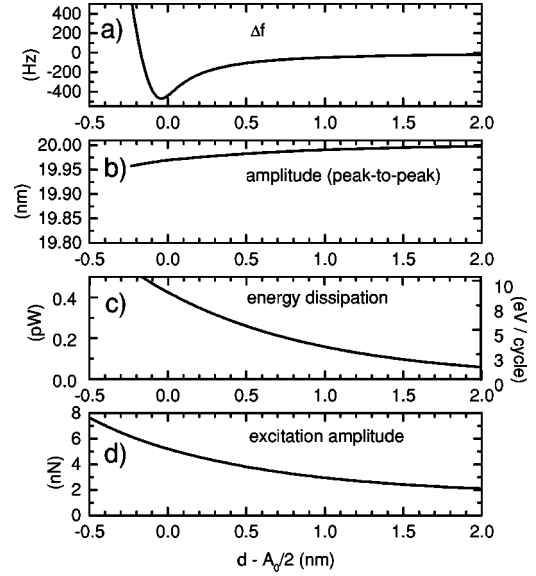 400
200
0
-200
-400
(Hz)
a)
Δf
-0.5 0.0 0.5 1.0 1.5 2.0
20.00
19.95
19.90
19.85
19.80
(nm)
b)
amplitude (peak-to-peak)
-0.5 0.0 0.5 1.0 1.5 2.0
0.4
0.2
0.0
(pW)
c)
energy dissipation
10
8
5
3
0
(eV / cycle)
-0.5 0.0 0.5 1.0 1.5 2.0
8
6
4
2
0
(nN)
d)
excitation amplitude
-0.5 0.0 0.5 1.0 1.5 2.0
d - A₀/2 (nm)